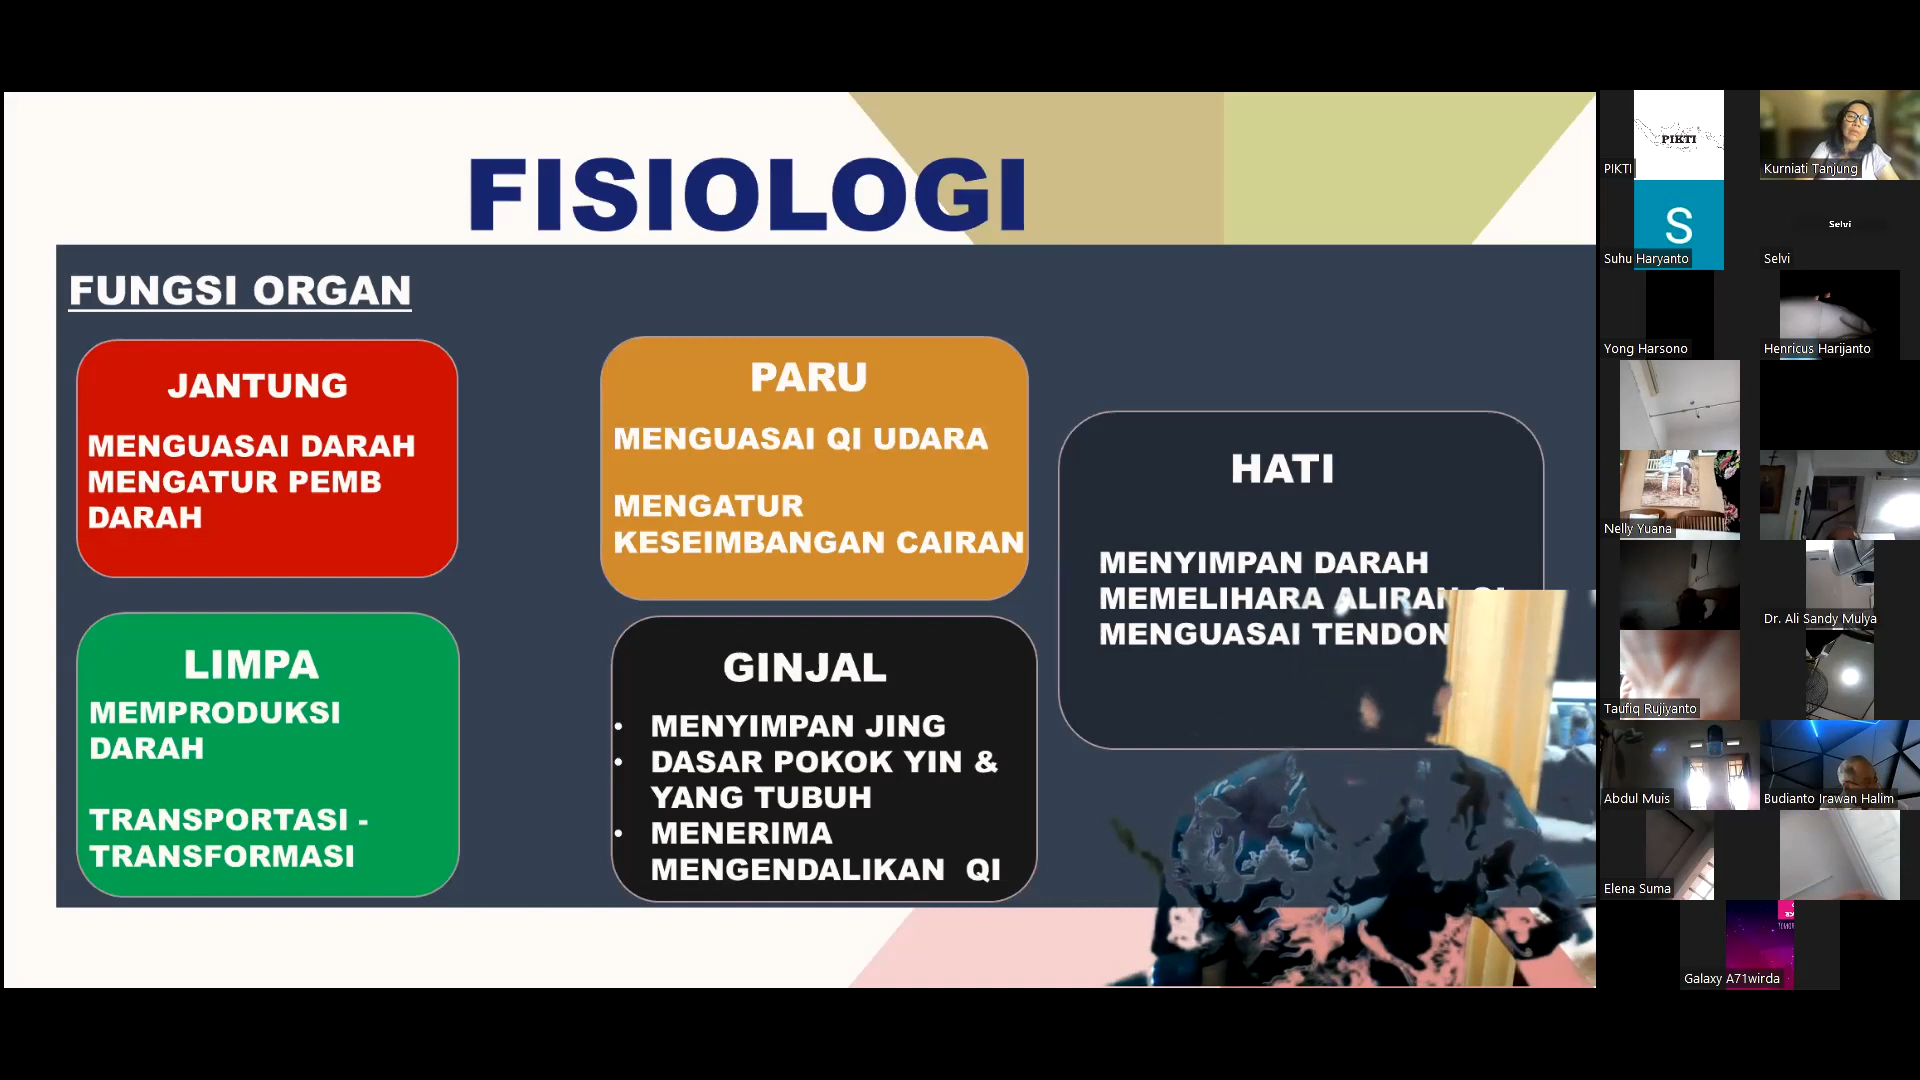 FISIOLOGI
FUNGSI ORGAN
JANTUNG
MENGUASAI DARAH
MENGATUR PEMB
DARAH
PARU
MENGUASAI QI UDARA
MENGATUR
KESEIMBANGAN CAIRAN
HATI
MENYIMPAN DARAH
MEMELIHARA ALIRAN QI
MENGUASAI TENDON
LIMPA
MEMPRODUKSI
DARAH
TRANSPORTASI -
TRANSFORMASI
GINJAL
• MENYIMPAN JING
• DASAR POKOK YIN &
YANG TUBUH
• MENERIMA
MENGENDALIKAN QI
PIKTI
PIKTI
Kurniati Tanjung
S
Suhu Haryanto
Selvi
Selvi
Yong Harsono
Henricus Harijanto
Nelly Yuana
Dr. Ali Sandy Mulya
Taufiq Rujiyanto
Abdul Muis
Budianto Irawan Halim
Elena Suma
Galaxy A71wirda